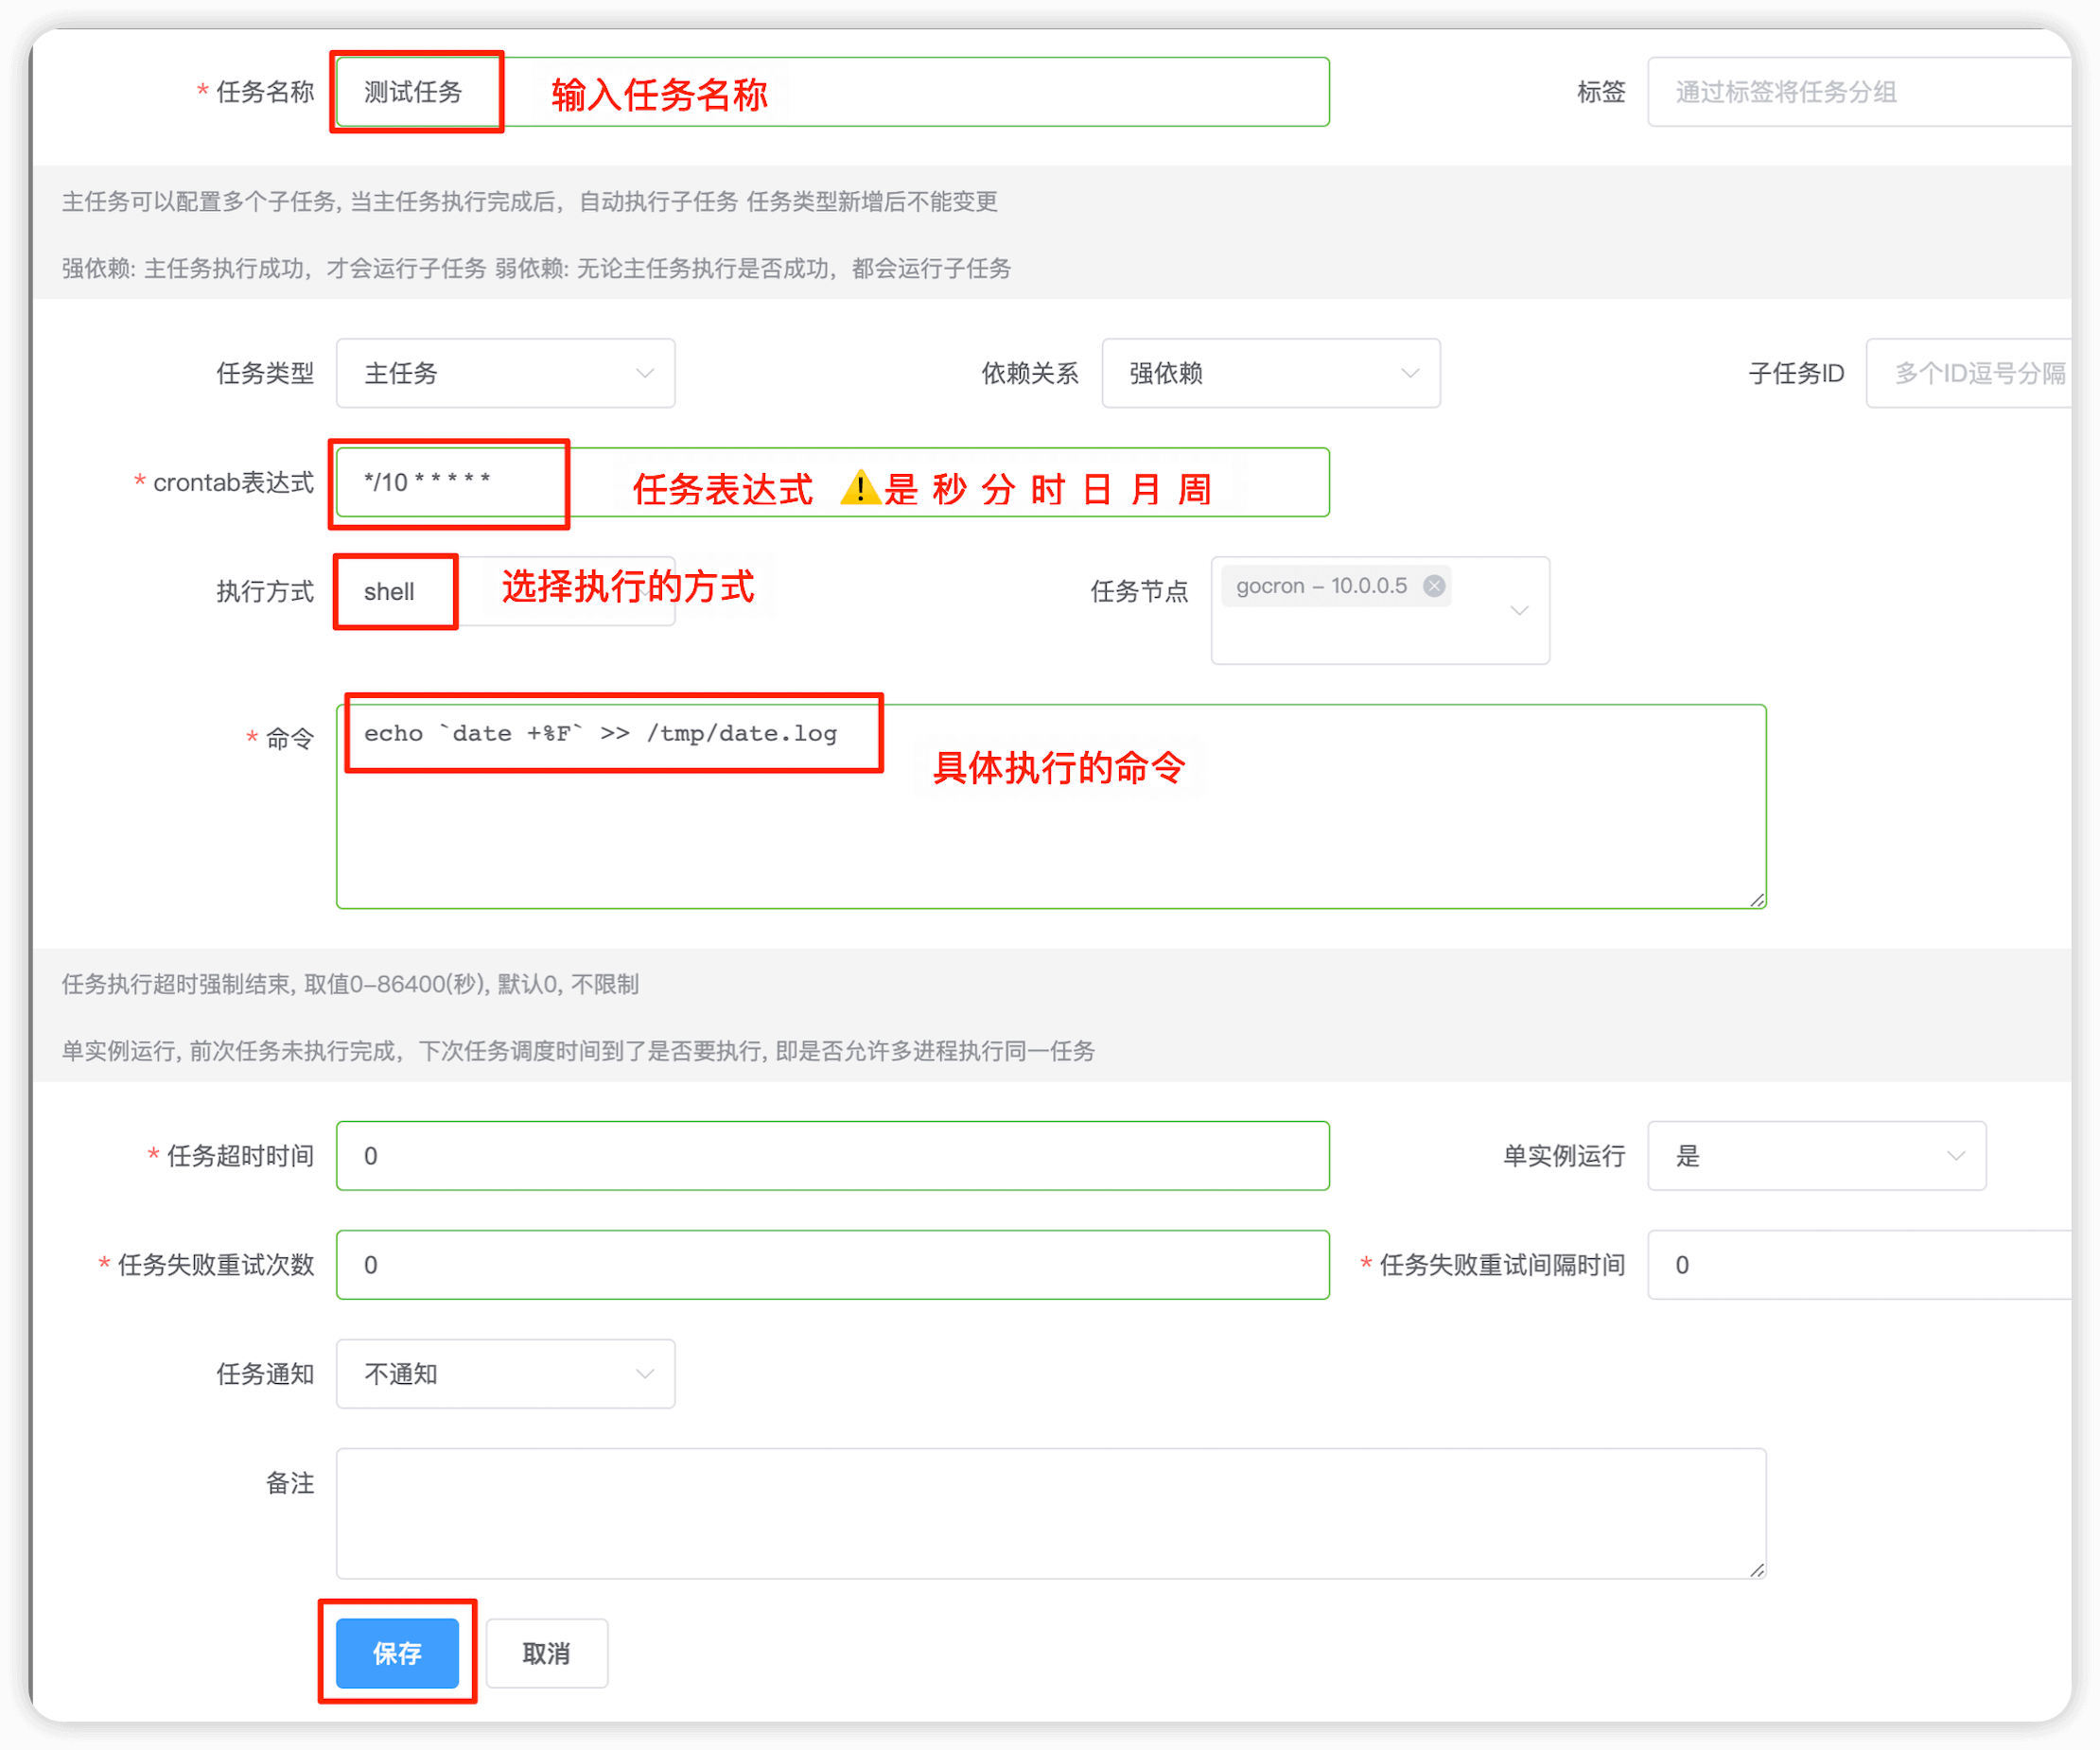 * 任务名称 测试任务 输入任务名称 标签 通过标签将任务分组
主任务可以配置多个子任务, 当主任务执行完成后，自动执行子任务 任务类型新增后不能变更
强依赖: 主任务执行成功，才会运行子任务 弱依赖: 无论主任务执行是否成功，都会运行子任务
任务类型 主任务 依赖关系 强依赖 子任务ID 多个ID逗号分隔
* crontab表达式 */10 * * * * * 任务表达式 ⚠️是 秒 分 时 日 月 周
执行方式 shell 选择执行的方式 任务节点 gocron – 10.0.0.5
* 命令 echo `date +%F` >> /tmp/date.log
具体执行的命令
任务执行超时强制结束, 取值0–86400(秒), 默认0, 不限制
单实例运行, 前次任务未执行完成，下次任务调度时间到了是否要执行, 即是否允许多进程执行同一任务
* 任务超时时间 0 单实例运行 是
* 任务失败重试次数 0 * 任务失败重试间隔时间 0
任务通知 不通知
备注
保存 取消